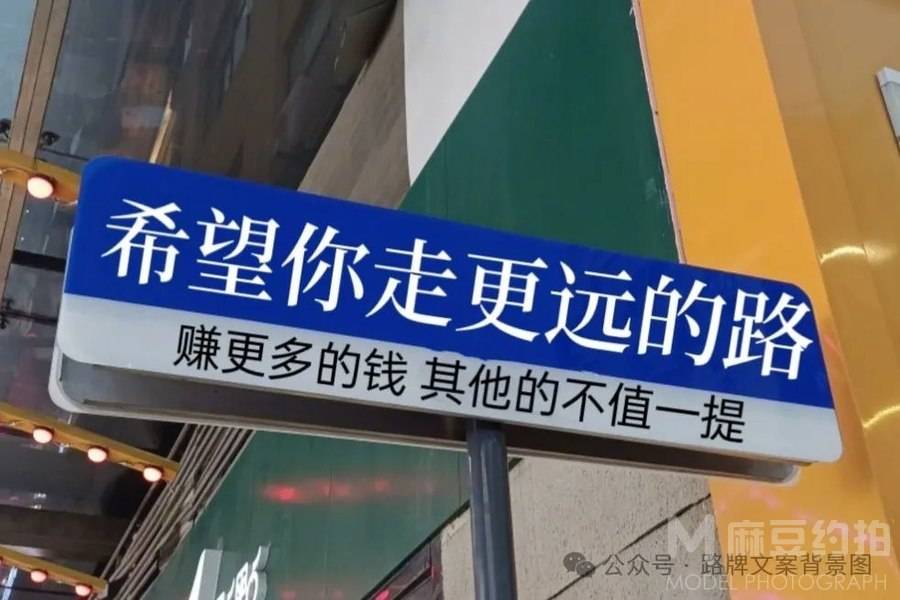 希望你走更远的路
赚更多的钱 其他的不值一提
M 麻豆约拍
公众号 · 路牌文案背景图
MODEL PHOTOGRAPH